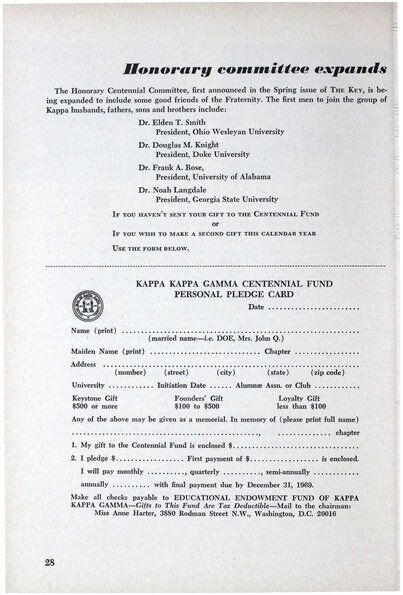 Honorary committee expands
The Honorary Centennial Committee, first announced in the Spring issue of THE KEY, is be-
ing expanded to include some good friends of the Fraternity. The first men to join the group of
Kappa husbands, fathers, sons and brothers include:
Dr. Elden T. Smith
President, Ohio Wesleyan University
Dr. Douglas M. Knight
President, Duke University
Dr. Frank A. Rose,
President, University of Alabama
Dr. Noah Langdale
President, Georgia State University
IF YOU HAVEN'T SENT YOUR GIFT TO THE CENTENNIAL FUND
or
IF YOU WISH TO MAKE A SECOND GIFT THIS CALENDAR YEAR
USE THE FORM BELOW.
KAPPA KAPPA GAMMA CENTENNIAL FUND
PERSONAL PLEDGE CARD
Date ....................
Name (print) ..................................................
(married name—i.e. DOE, Mrs. John Q.)
Maiden Name (print) ........................ Chapter ...............
Address ..................................................
(number) (street) (city) (state) (zip code)
University ............ Initiation Date ...... Alumnæ Assn. or Club ............
Keystone Gift Founders' Gift Loyalty Gift
$500 or more $100 to $500 less than $100
Any of the above may be given as a memorial. In memory of (please print full name)
.................................................., .............. chapter
1. My gift to the Centennial Fund is enclosed $..............................
2. I pledge $.................. First payment of $.................. is enclosed.
I will pay monthly .........., quarterly .........., semi-annually ............
annually .......... with final payment due by December 31, 1969.
Make all checks payable to EDUCATIONAL ENDOWMENT FUND OF KAPPA
KAPPA GAMMA—Gifts to This Fund Are Tax Deductible—Mail to the chairman:
Miss Anne Harter, 3880 Rodman Street N.W., Washington, D.C. 20016
28